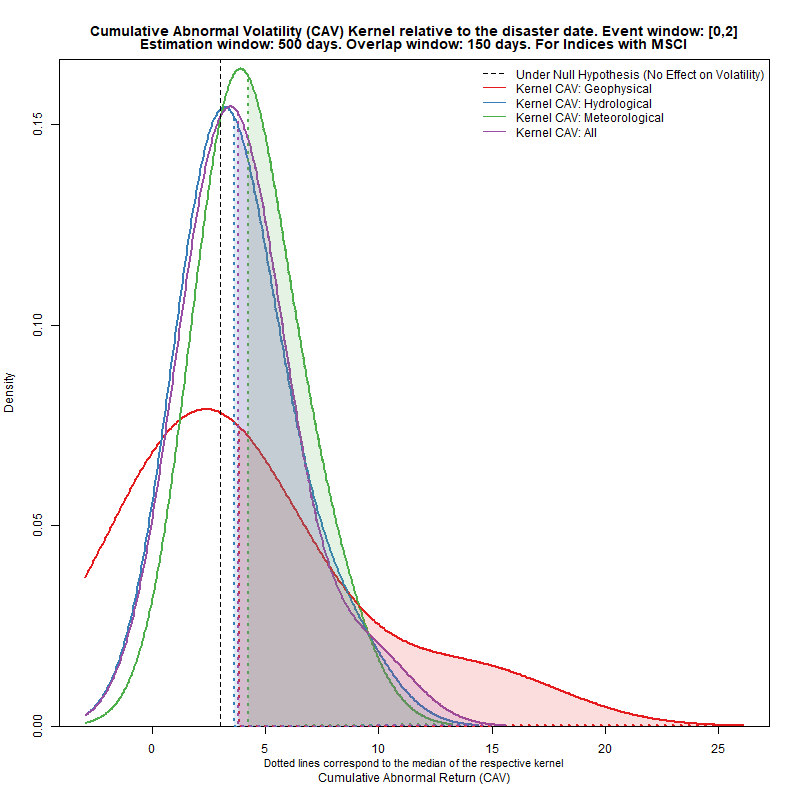 Cumulative Abnormal Volatility (CAV) Kernel relative to the disaster date. Event window: [0,2]
Estimation window: 500 days. Overlap window: 150 days. For Indices with MSCI
Under Null Hypothesis (No Effect on Volatility)
Kernel CAV: Geophysical
Kernel CAV: Hydrological
Kernel CAV: Meteorological
Kernel CAV: All
0.15
0.10
0.05
0.00
Density
0 5 10 15 20 25
Dotted lines correspond to the median of the respective kernel
Cumulative Abnormal Return (CAV)